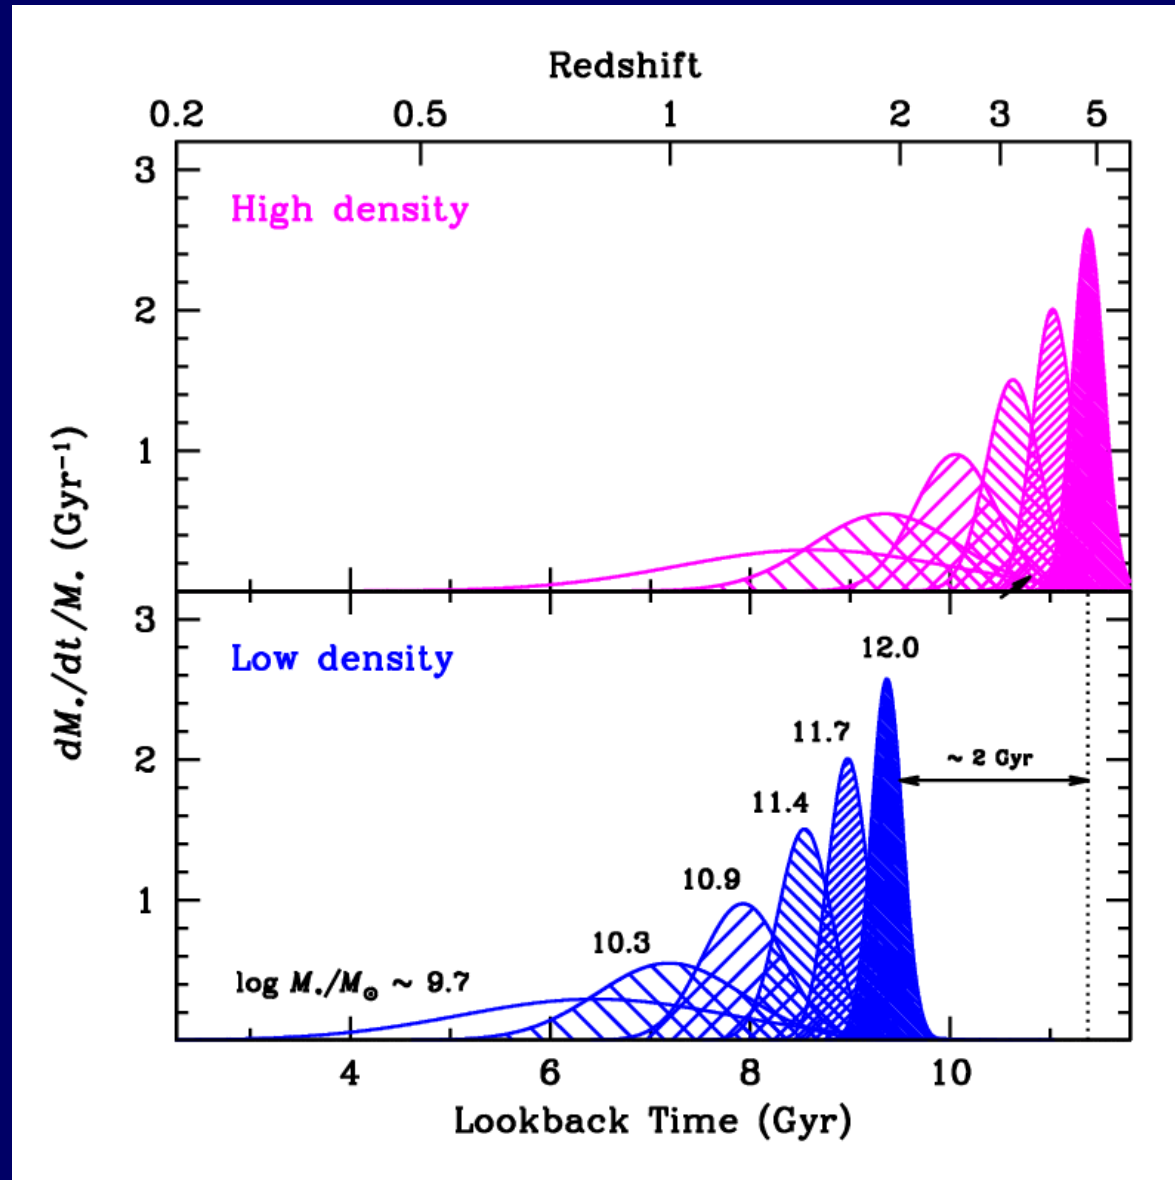 Redshift
0.2 0.5 1 2 3 5
3
High density
2
1
dM⋆/dt/M⋆ (Gyr⁻¹)
3
Low density
12.0
11.7
2
~ 2 Gyr
11.4
10.9
1
10.3
log M⋆/M⊙ ~ 9.7
4 6 8 10
Lookback Time (Gyr)